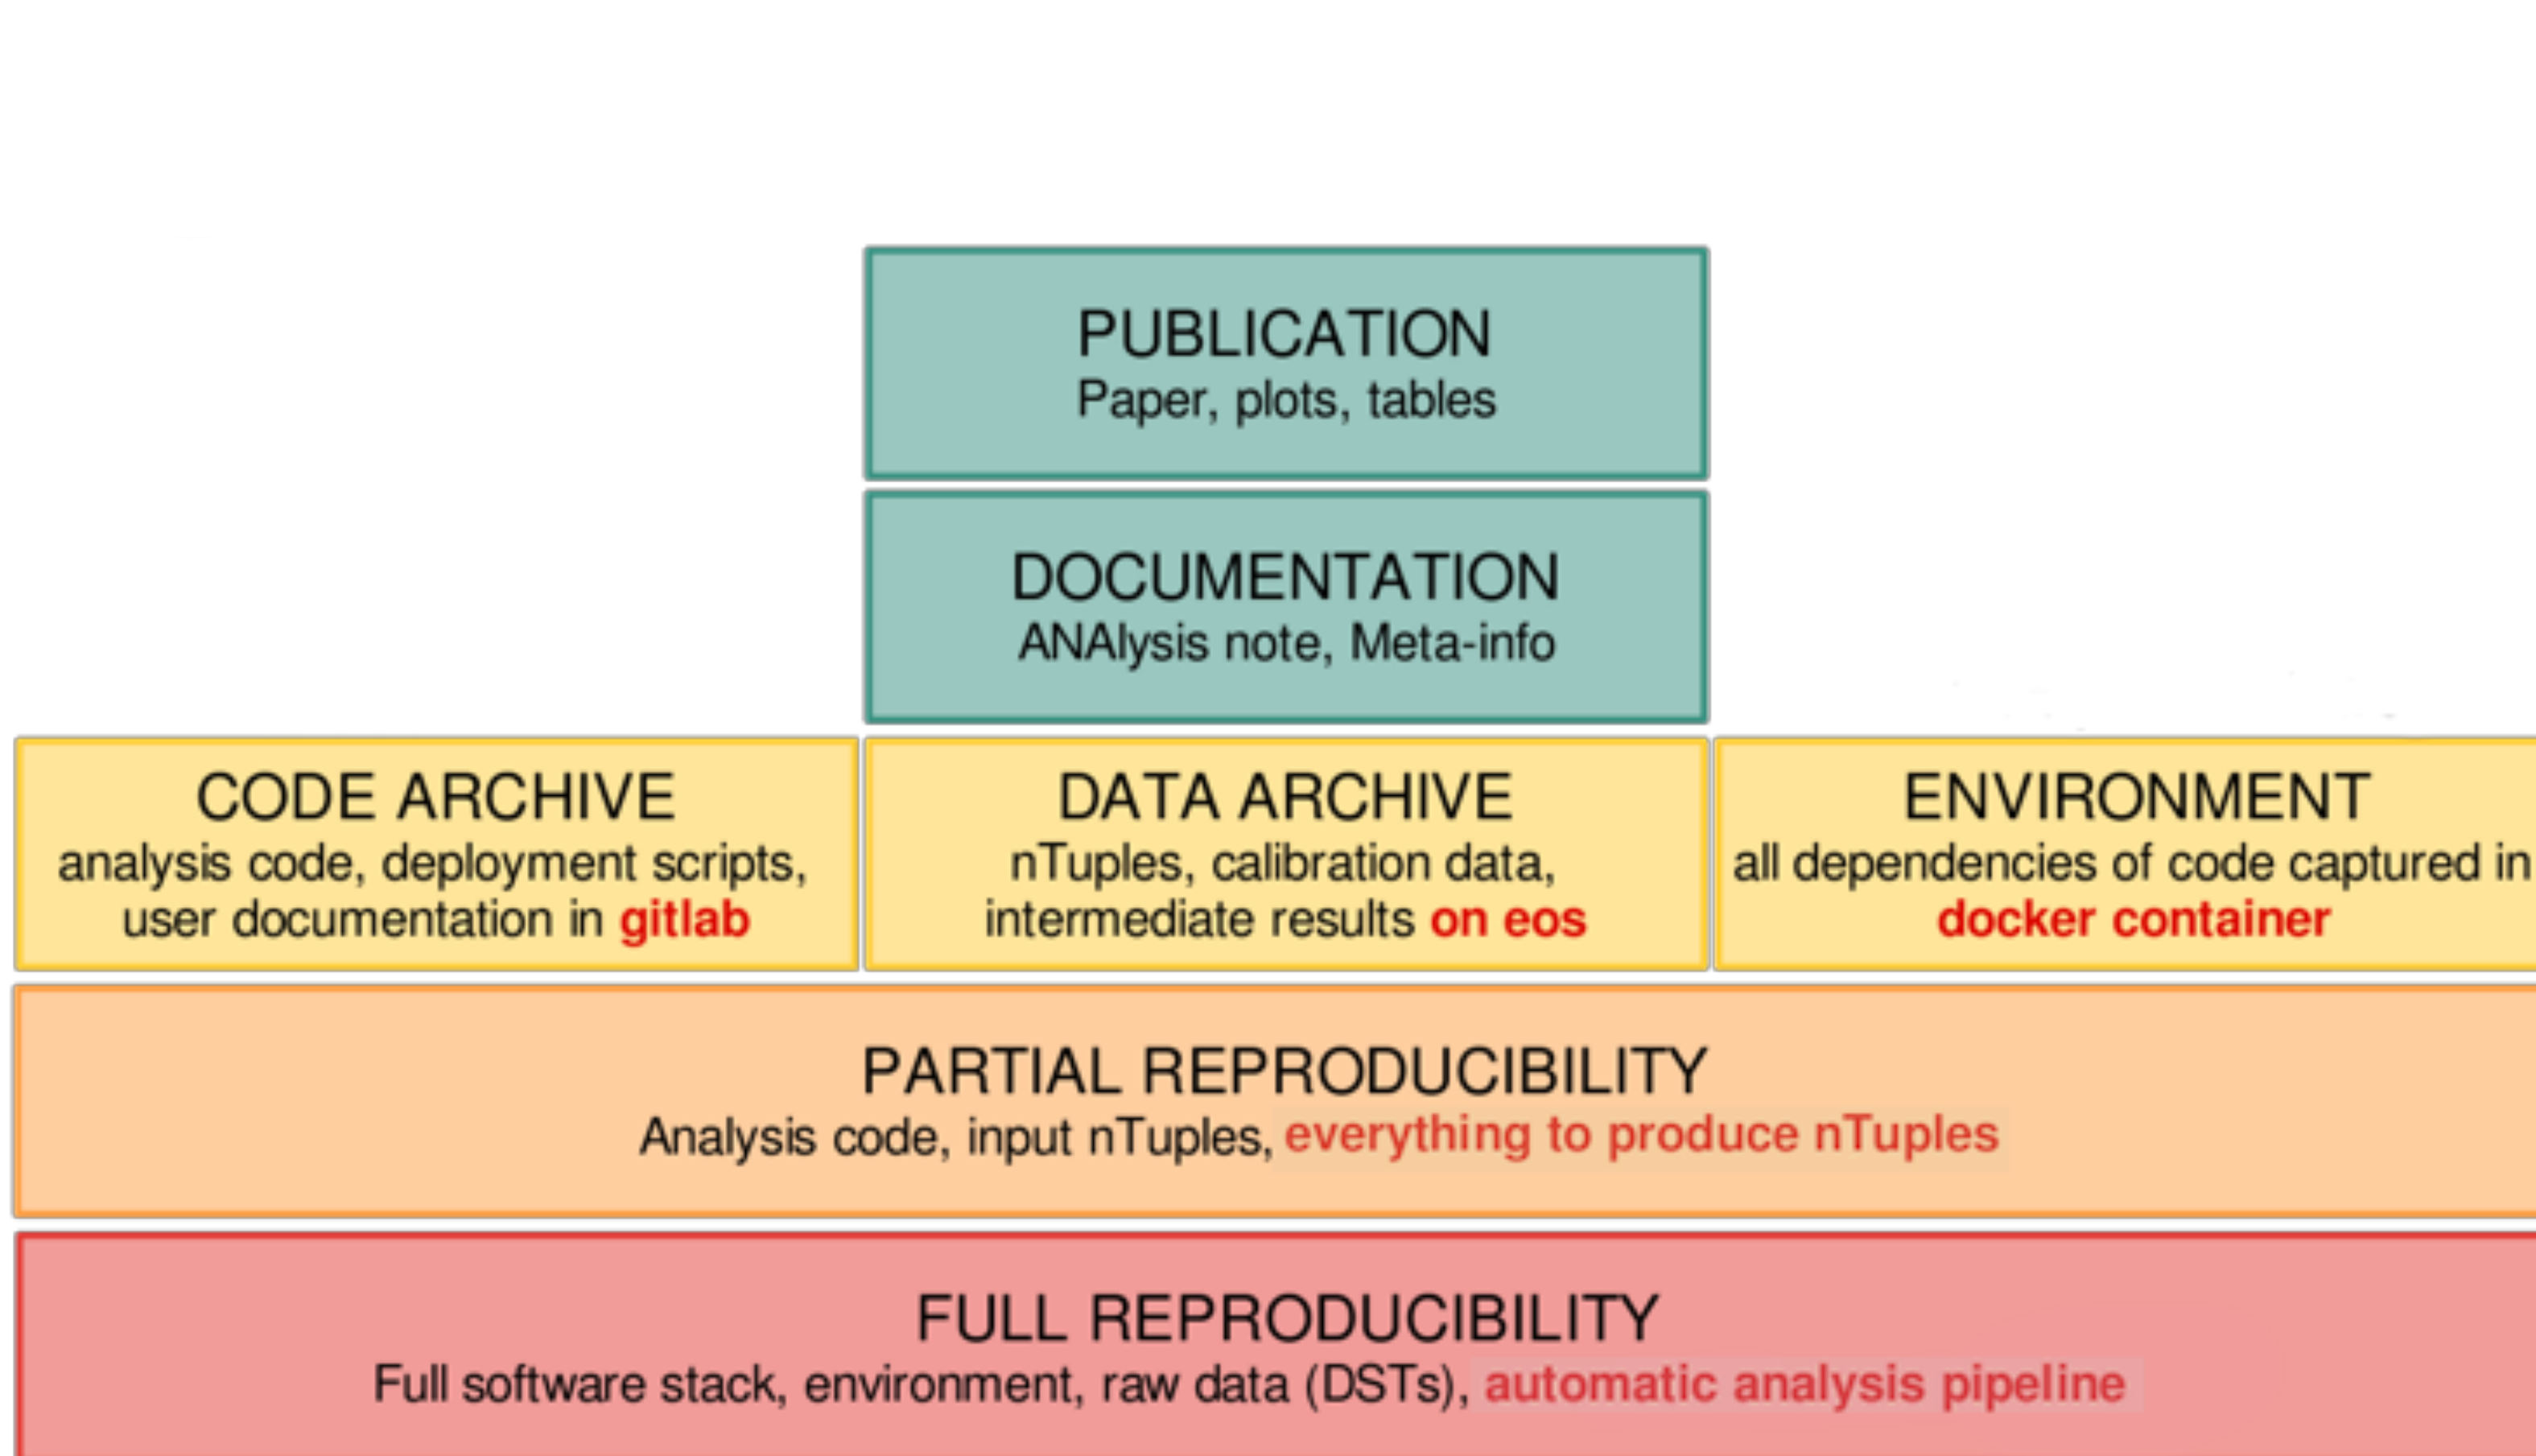 PUBLICATION
Paper, plots, tables
DOCUMENTATION
ANAlysis note, Meta-info
CODE ARCHIVE
analysis code, deployment scripts,
user documentation in gitlab
DATA ARCHIVE
nTuples, calibration data,
intermediate results on eos
ENVIRONMENT
all dependencies of code captured in
docker container
PARTIAL REPRODUCIBILITY
Analysis code, input nTuples, everything to produce nTuples
FULL REPRODUCIBILITY
Full software stack, environment, raw data (DSTs), automatic analysis pipeline